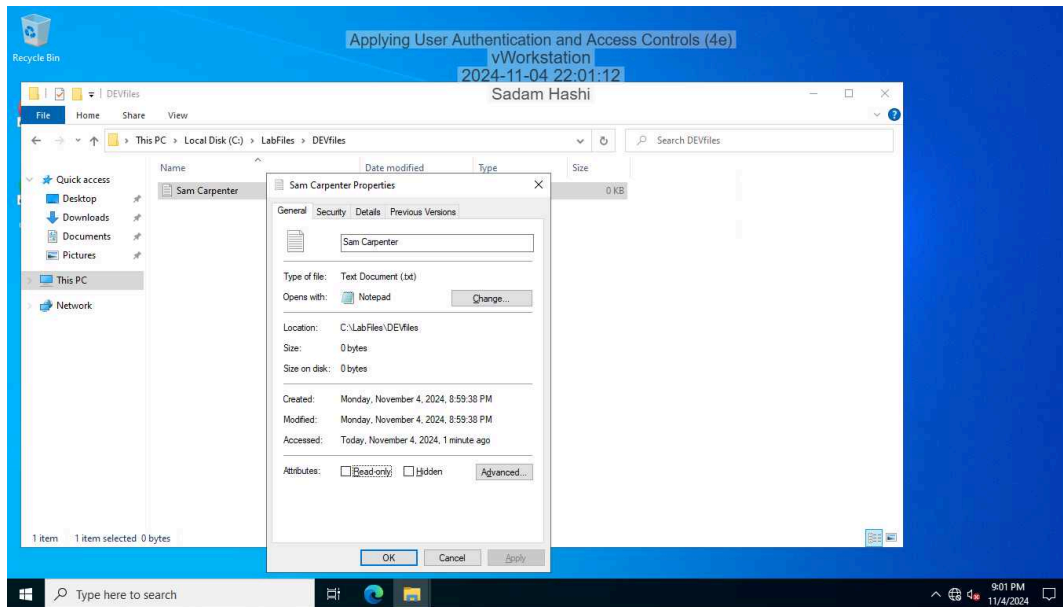 Recycle Bin
Applying User Authentication and Access Controls (4e)
vWorkstation
2024-11-04 22:01:12
Sadam Hashi
DEVfiles
File Home Share View
This PC > Local Disk (C:) > LabFiles > DEVfiles
Search DEVfiles
Name Date modified Type Size
Quick access
Desktop
Downloads
Documents
Pictures
This PC
Network
Sam Carpenter 0 KB
Sam Carpenter Properties
General Security Details Previous Versions
Sam Carpenter
Type of file: Text Document (.txt)
Opens with: Notepad Change...
Location: C:\LabFiles\DEVfiles
Size: 0 bytes
Size on disk: 0 bytes
Created: Monday, November 4, 2024, 8:59:38 PM
Modified: Monday, November 4, 2024, 8:59:38 PM
Accessed: Today, November 4, 2024, 1 minute ago
Attributes: Read-only Hidden Advanced...
OK Cancel Apply
1 item 1 item selected 0 bytes
Type here to search
9:01 PM
11/4/2024